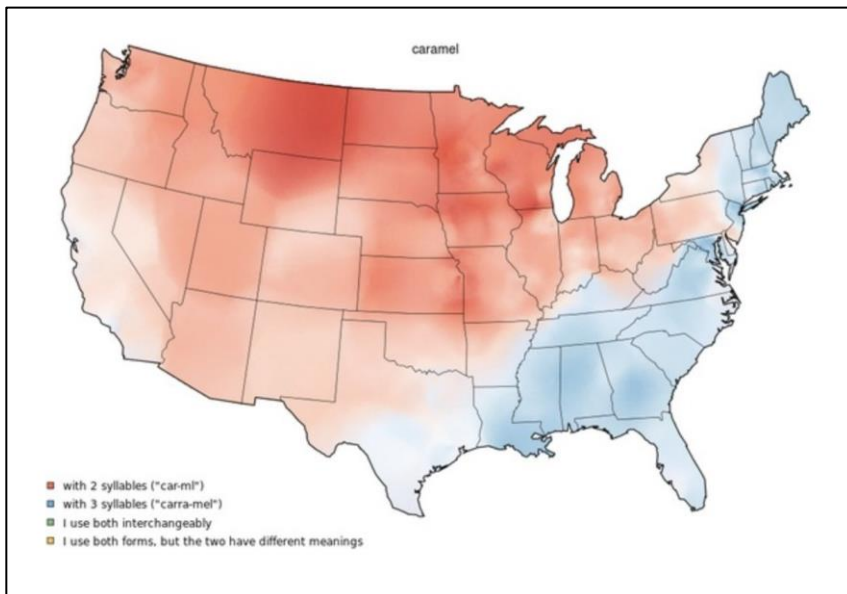 caramel
with 2 syllables ("car-ml")
with 3 syllables ("carra-mel")
I use both interchangeably
I use both forms, but the two have different meanings